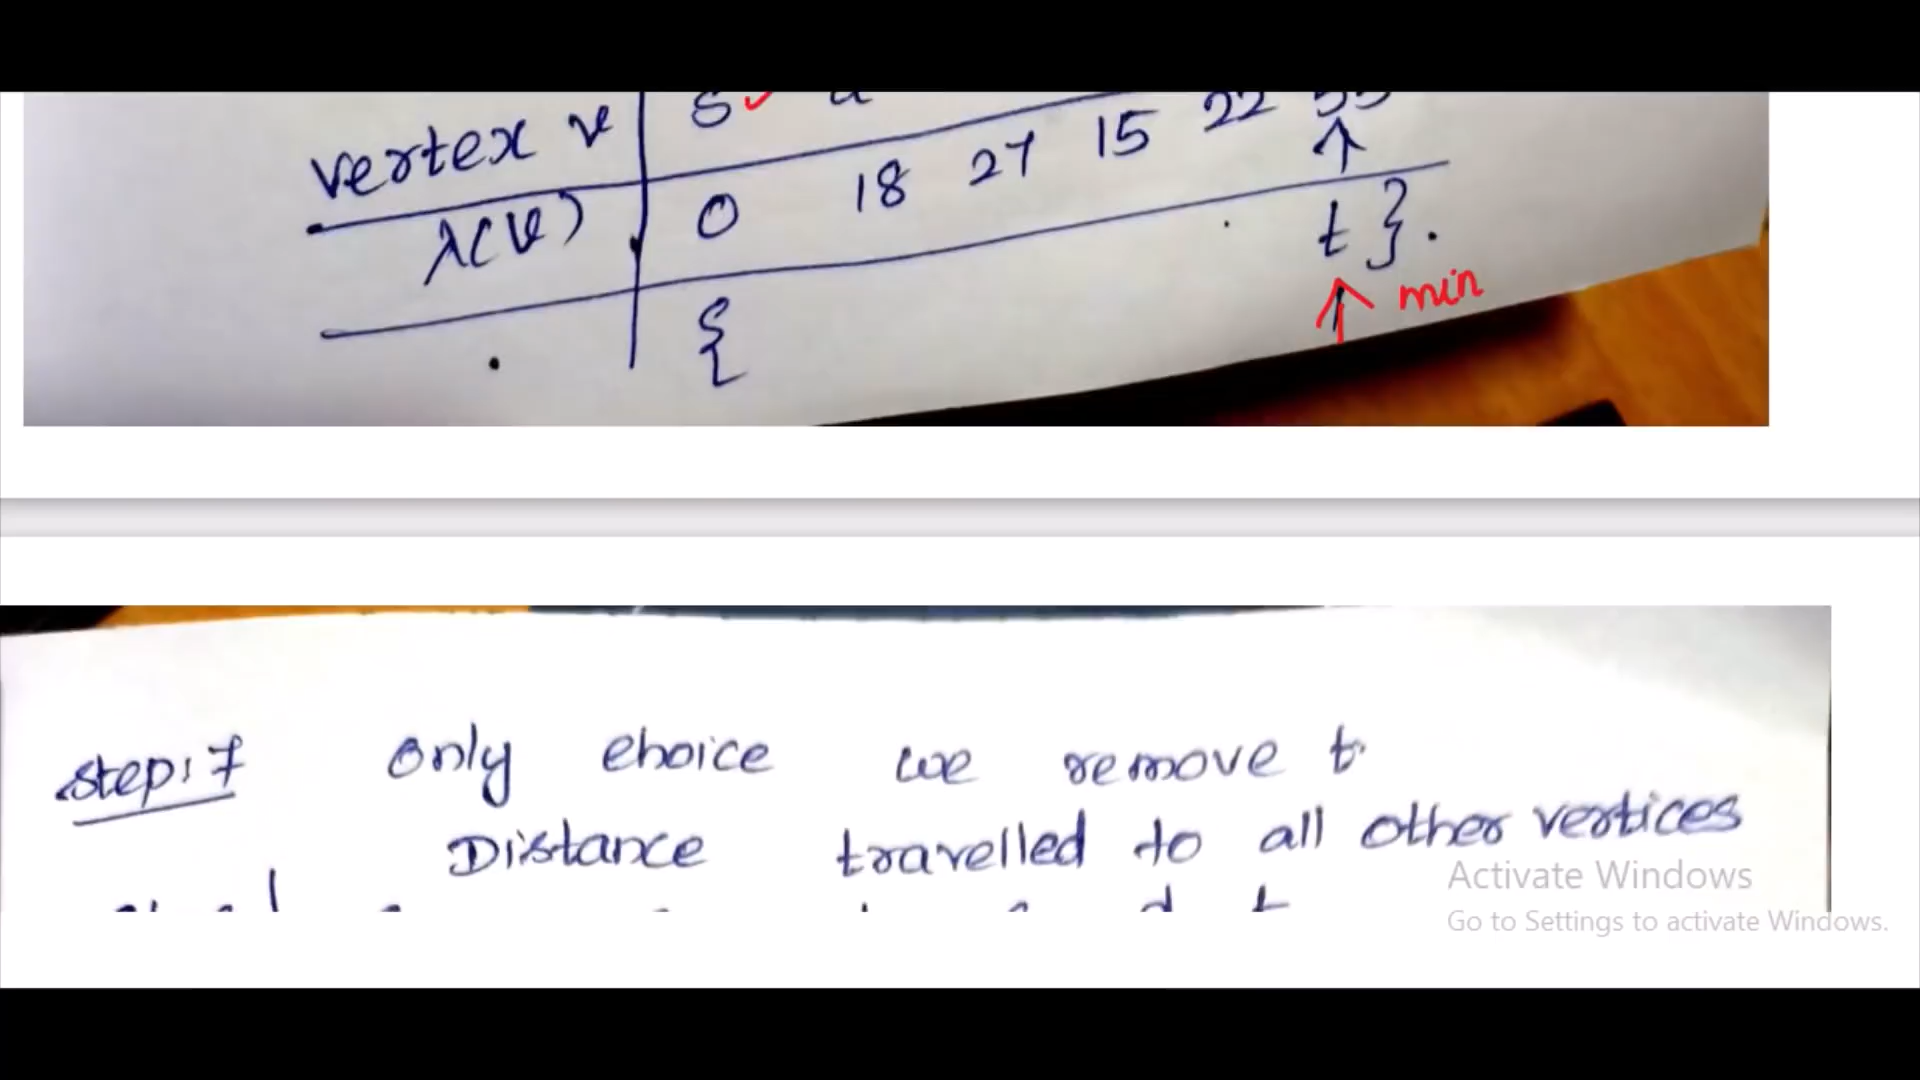 vertex v | S ✓
λ(v) 0 18 27 15 22
↑
{ t }.
↑ min
Step: 7 only choice we remove t.
Distance travelled to all other vertices
Activate Windows
Go to Settings to activate Windows.